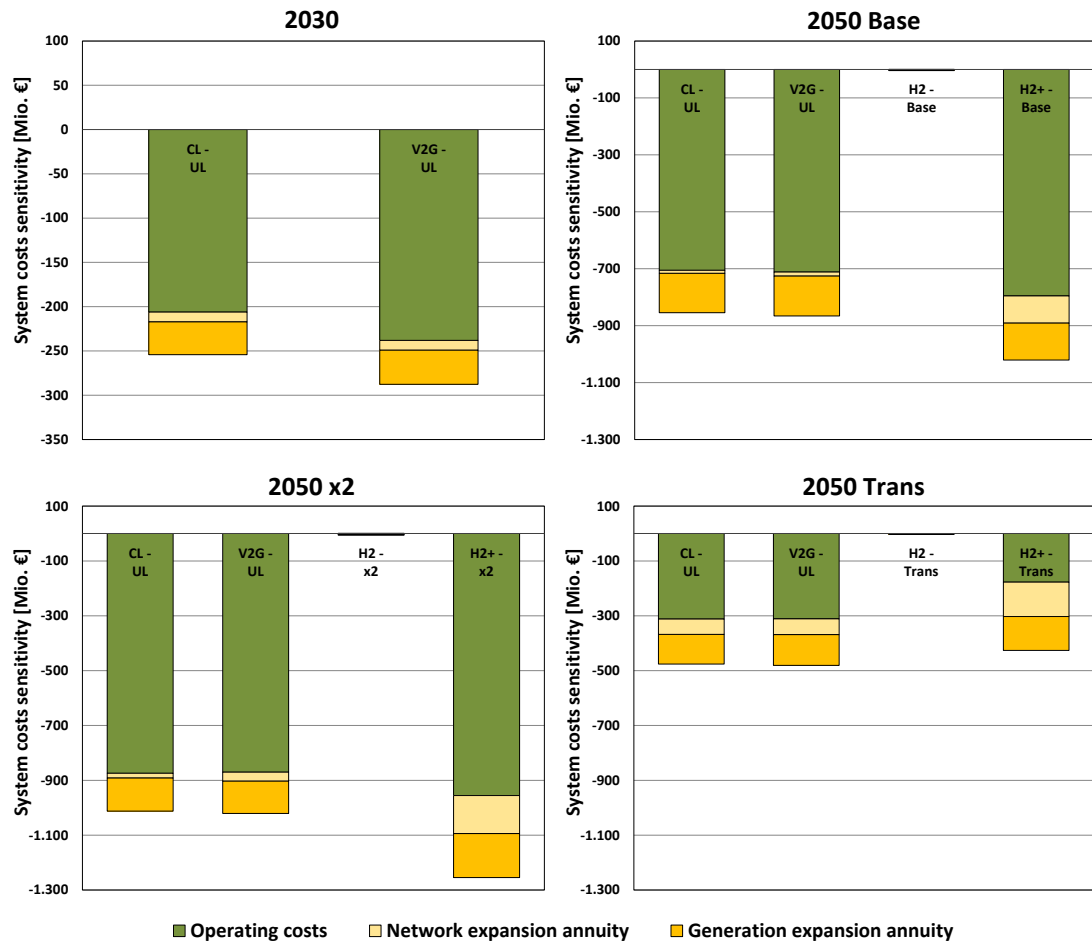 2030
System costs sensitivity [Mio. €]
100
50
0
-50
-100
-150
-200
-250
-300
-350
CL -
UL
V2G -
UL
2050 Base
System costs sensitivity [Mio. €]
100
-100
-300
-500
-700
-900
-1.100
-1.300
CL -
UL
V2G -
UL
H2 -
Base
H2+ -
Base
2050 x2
System costs sensitivity [Mio. €]
100
-100
-300
-500
-700
-900
-1.100
-1.300
CL -
UL
V2G -
UL
H2 -
x2
H2+ -
x2
2050 Trans
System costs sensitivity [Mio. €]
100
-100
-300
-500
-700
-900
-1.100
-1.300
CL -
UL
V2G -
UL
H2 -
Trans
H2+ -
Trans
Operating costs
Network expansion annuity
Generation expansion annuity